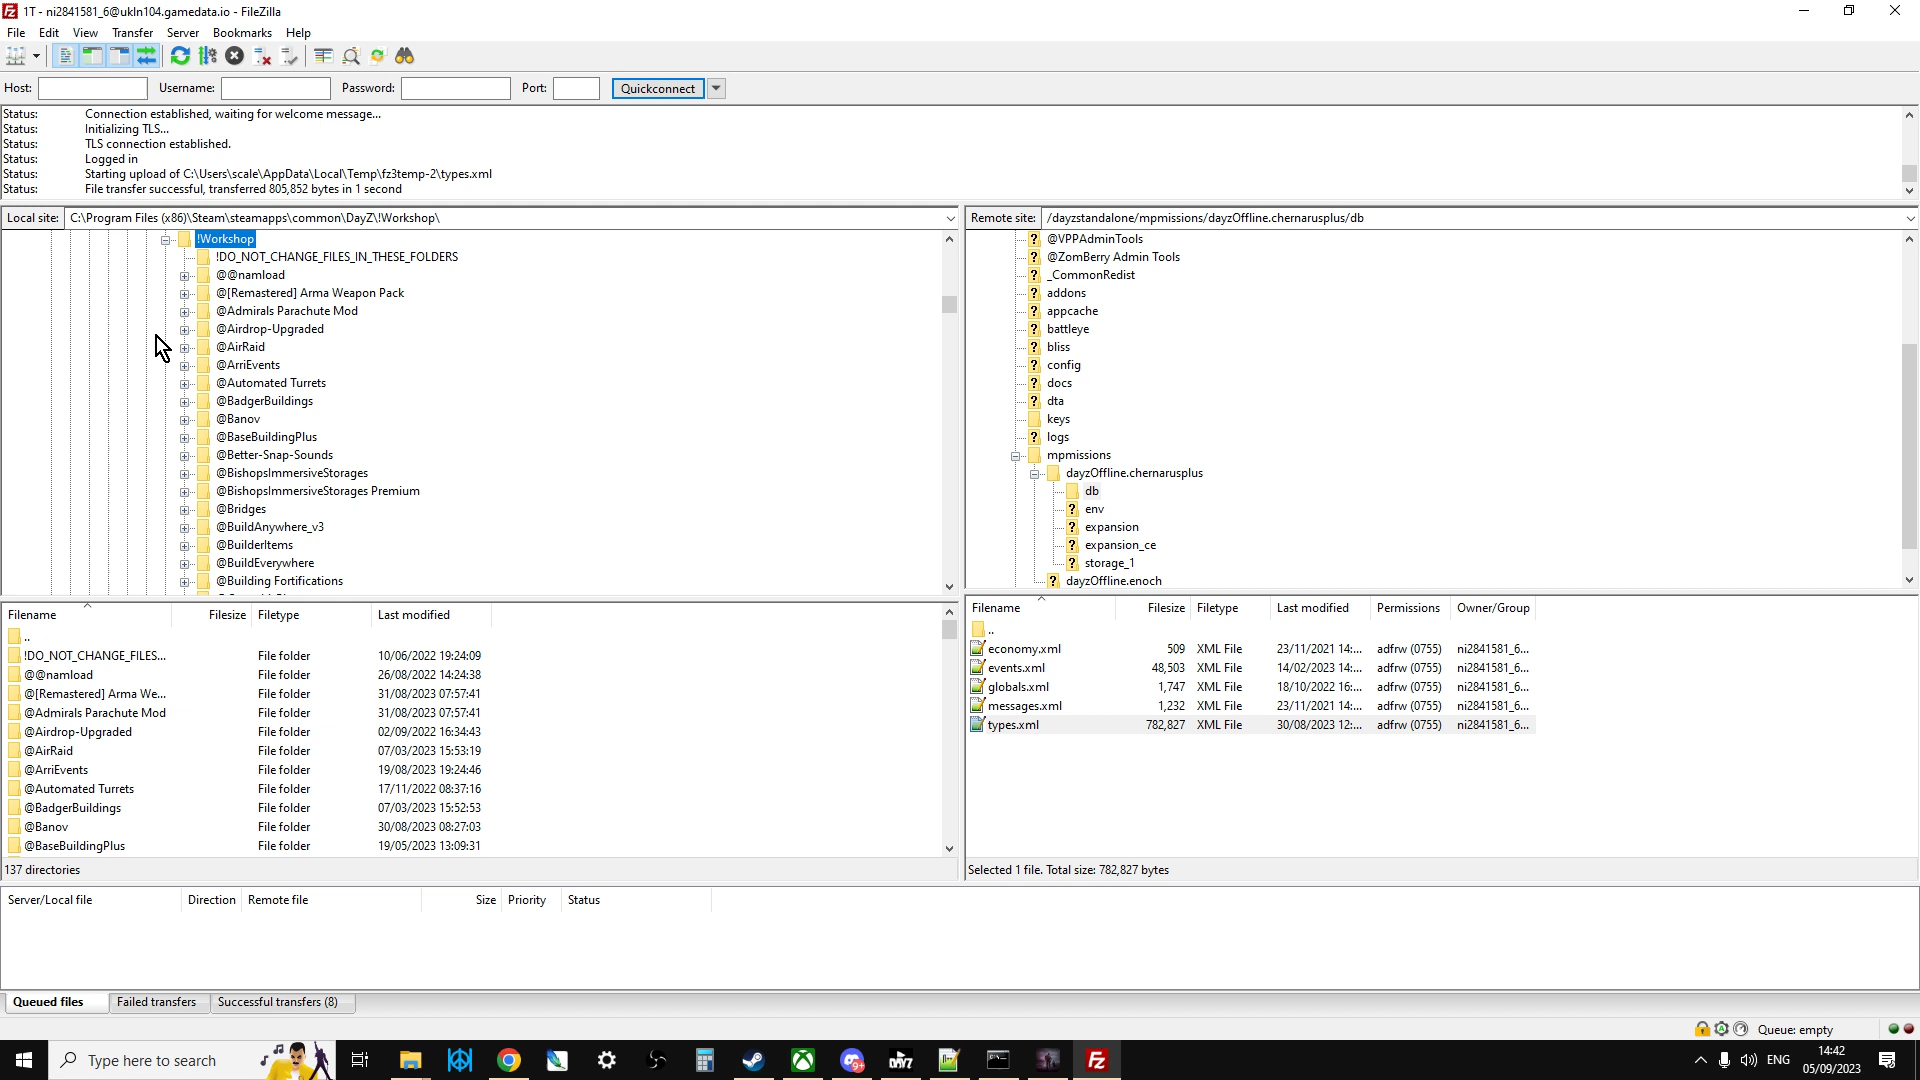 1T - ni2841581_6@ukln104.gamedata.io - FileZilla
File Edit View Transfer Server Bookmarks Help
Host: Username: Password: Port: Quickconnect
Status: Connection established, waiting for welcome message...
Status: Initializing TLS...
Status: TLS connection established.
Status: Logged in
Status: Starting upload of C:\Users\scale\AppData\Local\Temp\fz3temp-2\types.xml
Status: File transfer successful, transferred 805,852 bytes in 1 second
Local site: C:\Program Files (x86)\Steam\steamapps\common\DayZ\!Workshop\
!Workshop
!DO_NOT_CHANGE_FILES_IN_THESE_FOLDERS
@@namload
@[Remastered] Arma Weapon Pack
@Admirals Parachute Mod
@Airdrop-Upgraded
@AirRaid
@ArriEvents
@Automated Turrets
@BadgerBuildings
@Banov
@BaseBuildingPlus
@Better-Snap-Sounds
@BishopsImmersiveStorages
@BishopsImmersiveStorages Premium
@Bridges
@BuildAnywhere_v3
@BuilderItems
@BuildEverywhere
@Building Fortifications
Filename Filesize Filetype Last modified
..
!DO_NOT_CHANGE_FILES... File folder 10/06/2022 19:24:09
@@namload File folder 26/08/2022 14:24:38
@[Remastered] Arma We... File folder 31/08/2023 07:57:41
@Admirals Parachute Mod File folder 31/08/2023 07:57:41
@Airdrop-Upgraded File folder 02/09/2022 16:34:43
@AirRaid File folder 07/03/2023 15:53:19
@ArriEvents File folder 19/08/2023 19:24:46
@Automated Turrets File folder 17/11/2022 08:37:16
@BadgerBuildings File folder 07/03/2023 15:52:53
@Banov File folder 30/08/2023 08:27:03
@BaseBuildingPlus File folder 19/05/2023 13:09:31
137 directories
Remote site: /dayzstandalone/mpmissions/dayzOffline.chernarusplus/db
@VPPAdminTools
@ZomBerry Admin Tools
_CommonRedist
addons
appcache
battleye
bliss
config
docs
dta
keys
logs
mpmissions
dayzOffline.chernarusplus
db
env
expansion
expansion_ce
storage_1
dayzOffline.enoch
Filename Filesize Filetype Last modified Permissions Owner/Group
..
economy.xml 509 XML File 23/11/2021 14:... adfrw (0755) ni2841581_6...
events.xml 48,503 XML File 14/02/2023 14:... adfrw (0755) ni2841581_6...
globals.xml 1,747 XML File 18/10/2022 16:... adfrw (0755) ni2841581_6...
messages.xml 1,232 XML File 23/11/2021 14:... adfrw (0755) ni2841581_6...
types.xml 782,827 XML File 30/08/2023 12:... adfrw (0755) ni2841581_6...
Selected 1 file. Total size: 782,827 bytes
Server/Local file Direction Remote file Size Priority Status
Queued files Failed transfers Successful transfers (8)
Queue: empty
Type here to search
9+
DAYZ
Fz
ENG
14:42
05/09/2023